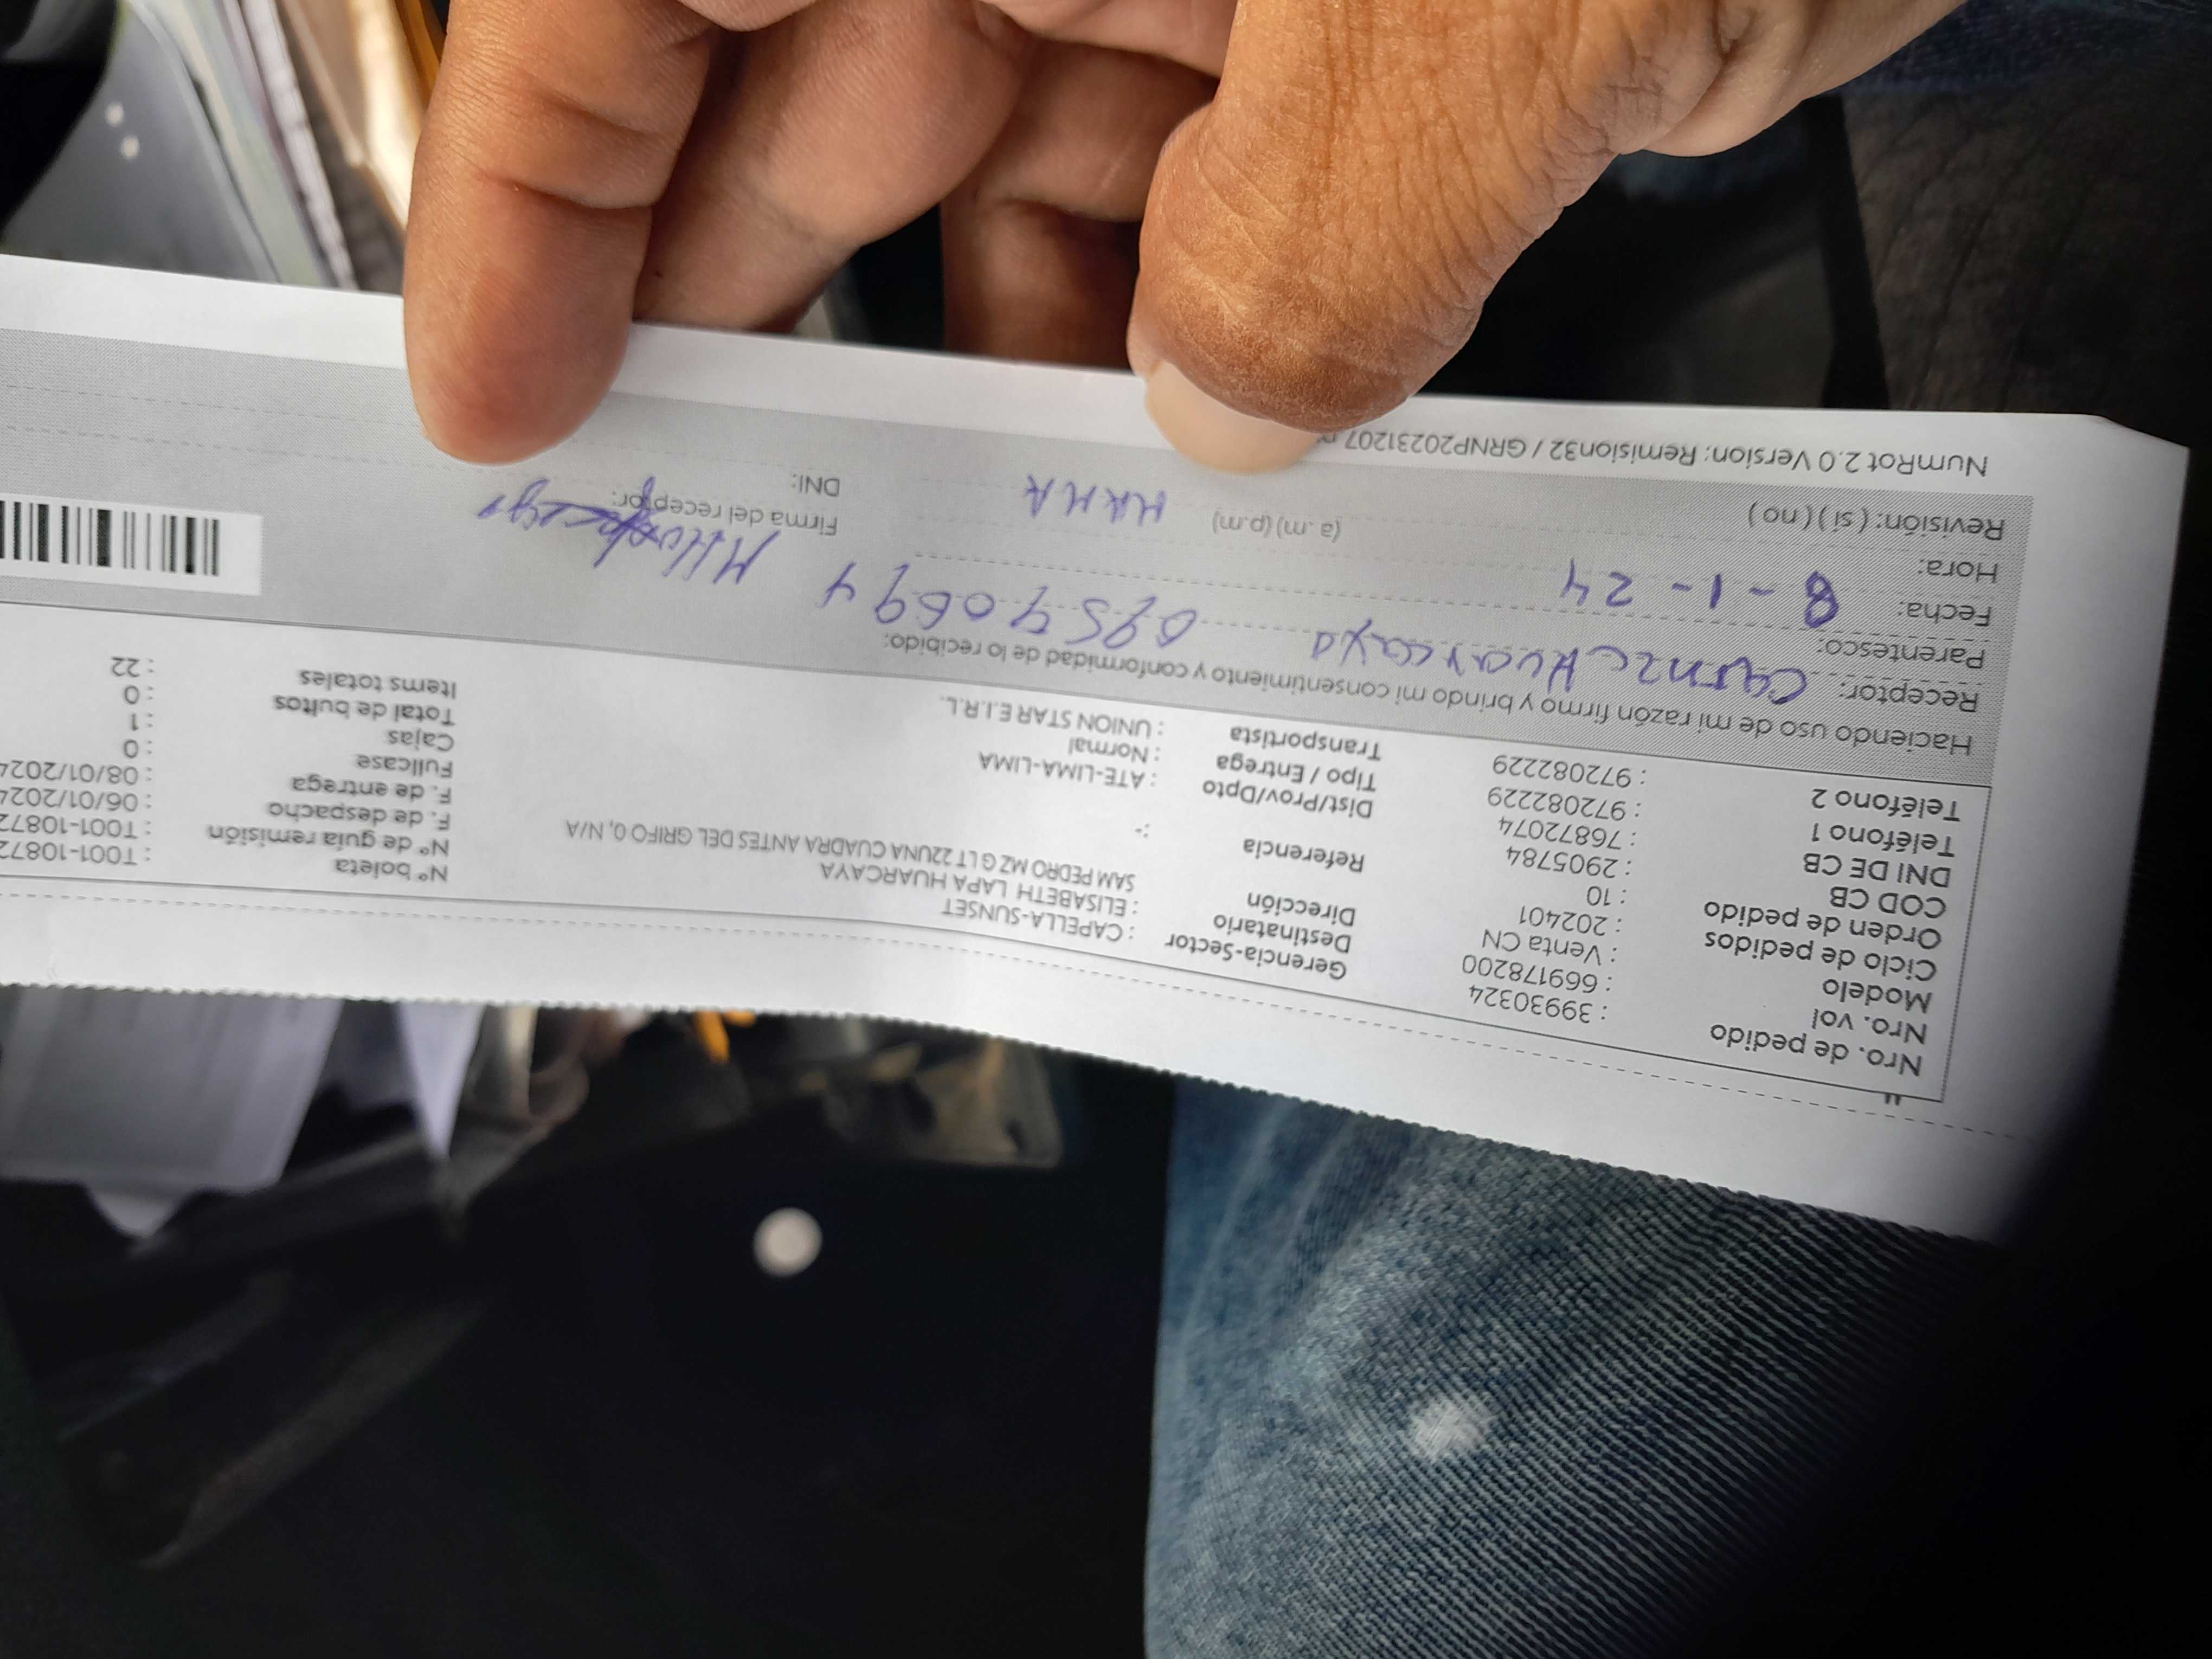 Nro. de pedido : 39930324
Nro. vol : 669178200
Modelo : Venta CN
Ciclo de pedidos : 202401
Orden de pedido : 10
COD CB : 2905784
DNI DE CB : 76872074
Teléfono 1 : 972082229
Teléfono 2 : 972082229
Gerencia-Sector : CAPELLA-SUNSET
Destinatario : ELISABETH LAPA HUARCAYA
Dirección SAM PEDRO MZ G LT 22UNA CUADRA ANTES DEL GRIFO 0, N/A
Referencia :-
Dist/Prov/Dpto : ATE-LIMA-LIMA
Tipo / Entrega : Normal
Transportista : UNION STAR E.I.R.L.
Nº boleta : T001-10872
Nº de guía remisión : T001-10872
F. de despacho : 06/01/2024
F. de entrega : 08/01/2024
Fullcase : 0
Cajas : 1
Total de bultos : 0
Items totales : 22
Haciendo uso de mi razón firmo y brindo mi consentimiento y conformidad de lo recibido:
Receptor:
Parentesco:
Fecha: 8-1-24
Hora: (a.m) (p.m) MAMA
Revisión: ( si ) ( no )
Firma del receptor:
DNI:
NumRot 2.0 Version: Remision32 / GRNP20231207